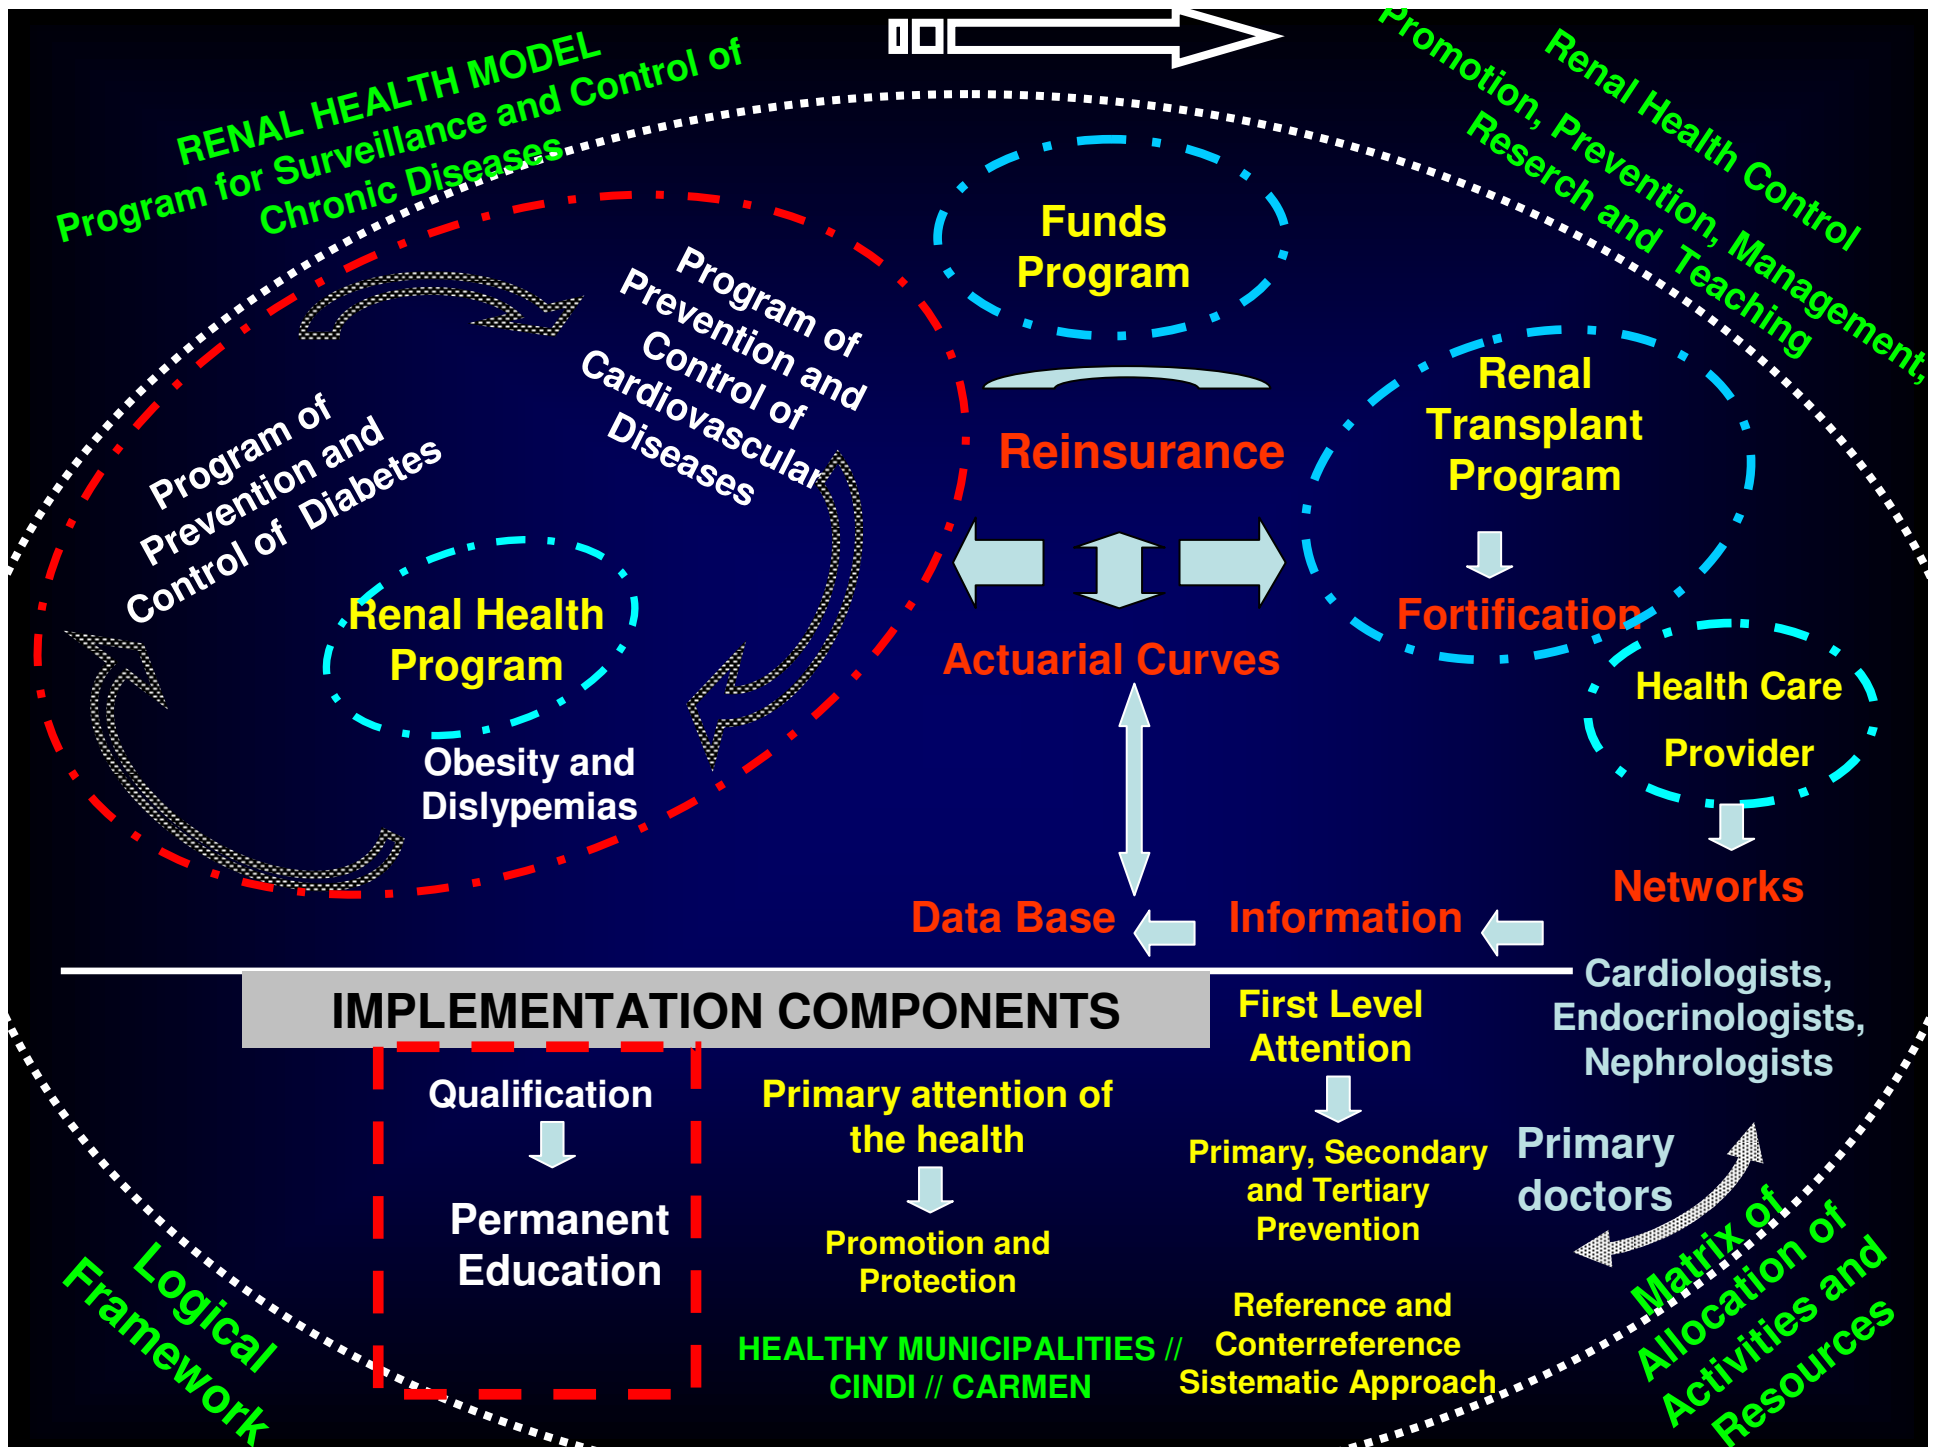 RENAL HEALTH MODEL
Program for Surveillance and Control of
Chronic Diseases
Renal Health Control
Promotion, Prevention, Management,
Reserch and Teaching
Funds
Program
Program of
Prevention and
Control of
Cardiovascular
Diseases
Program of
Prevention and
Control of Diabetes
Renal Health
Program
Obesity and
Dislypemias
Reinsurance
Actuarial Curves
Renal
Transplant
Program
Fortification
Health Care
Provider
Networks
Information
Data Base
Cardiologists,
Endocrinologists,
Nephrologists
Primary
doctors
IMPLEMENTATION COMPONENTS
Qualification
Permanent
Education
Primary attention of
the health
Promotion and
Protection
HEALTHY MUNICIPALITIES //
CINDI // CARMEN
First Level
Attention
Primary, Secondary
and Tertiary
Prevention
Reference and
Conterreference
Sistematic Approach
Logical
Framework
Matrix of
Allocation of
Activities and
Resources